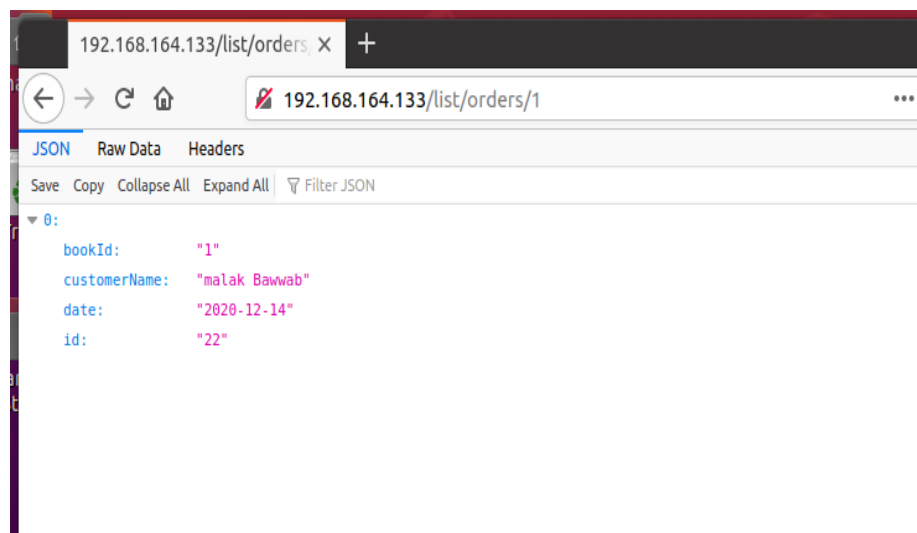 192.168.164.133/list/orders/
192.168.164.133/list/orders/1
JSON Raw Data Headers
Save Copy Collapse All Expand All Filter JSON
0:
bookId: "1"
customerName: "malak Bawwab"
date: "2020-12-14"
id: "22"